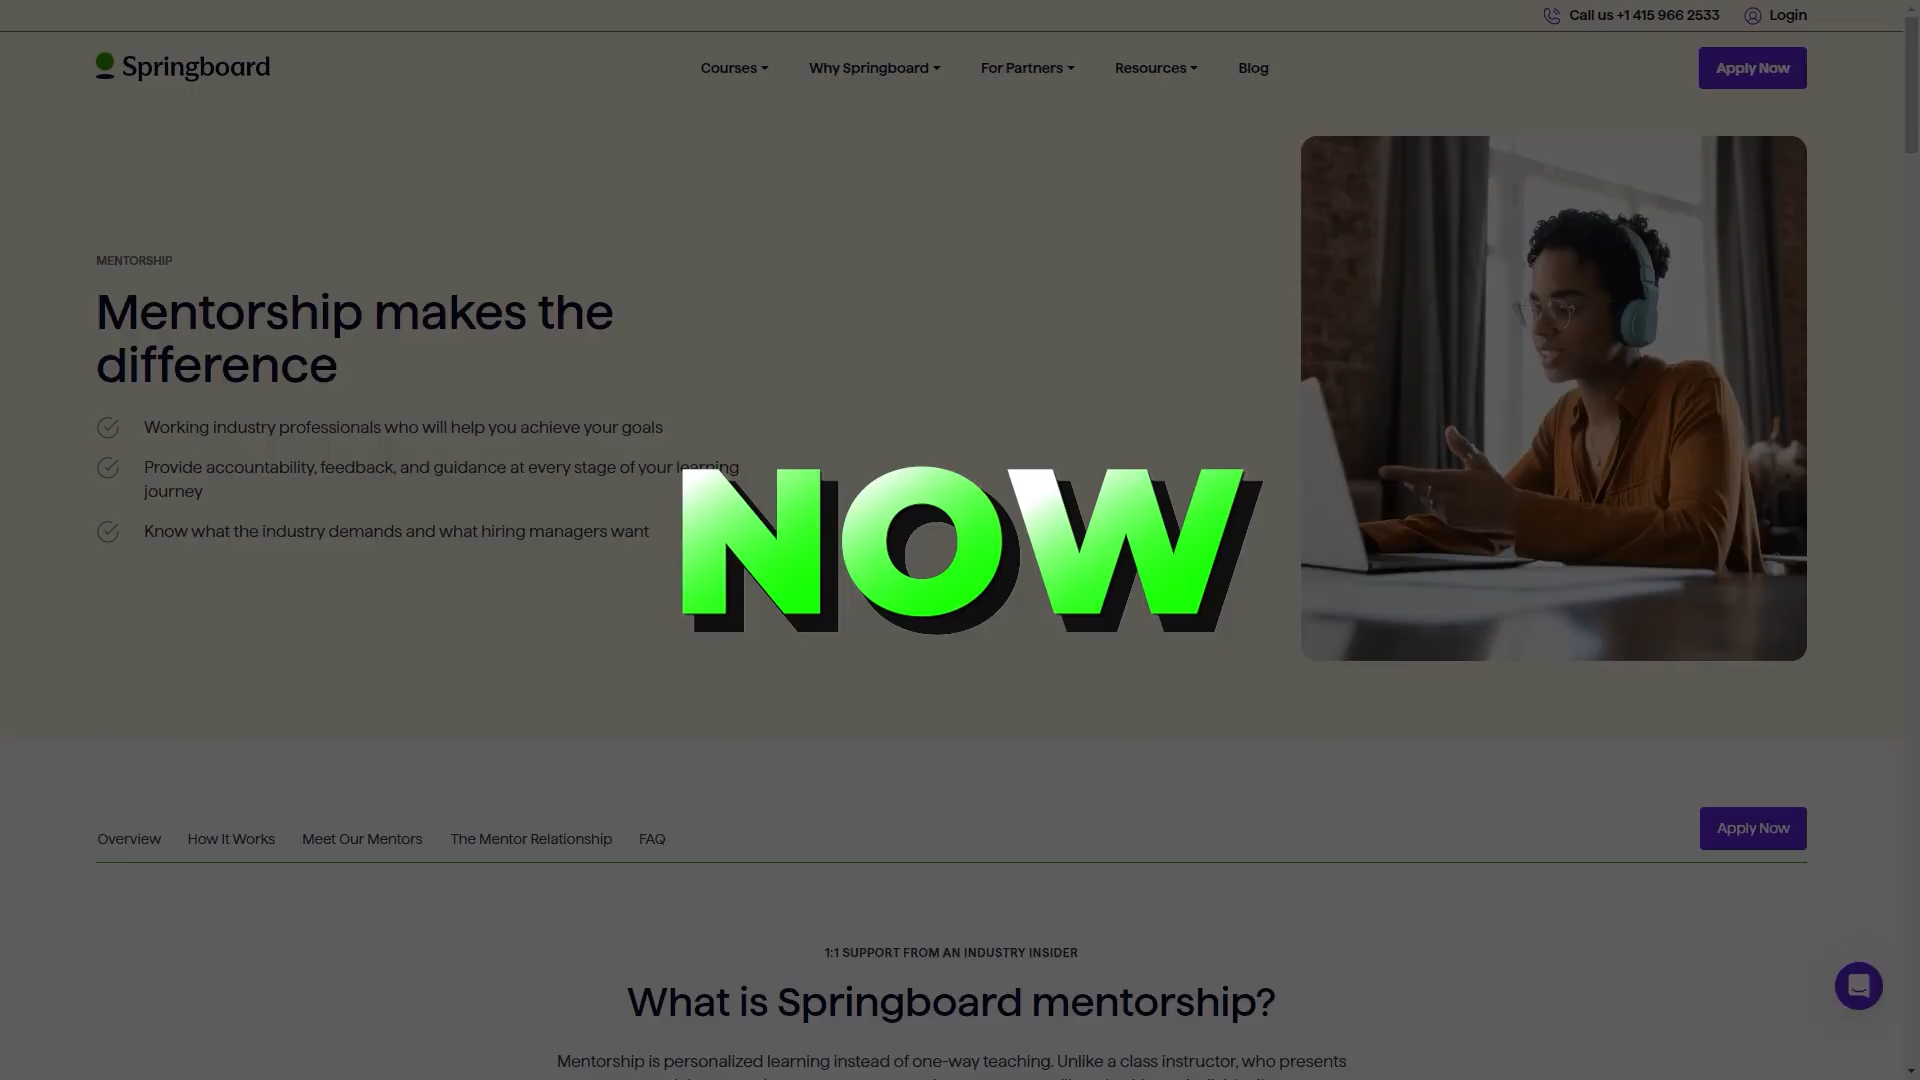 Call us +1 415 966 2533 Login
Springboard
Courses Why Springboard For Partners Resources Blog
Apply Now
MENTORSHIP
Mentorship makes the
difference
Working industry professionals who will help you achieve your goals
Provide accountability, feedback, and guidance at every stage of your learning
journey
Know what the industry demands and what hiring managers want
NOW
Overview How It Works Meet Our Mentors The Mentor Relationship FAQ
Apply Now
1:1 SUPPORT FROM AN INDUSTRY INSIDER
What is Springboard mentorship?
Mentorship is personalized learning instead of one-way teaching. Unlike a class instructor, who presents